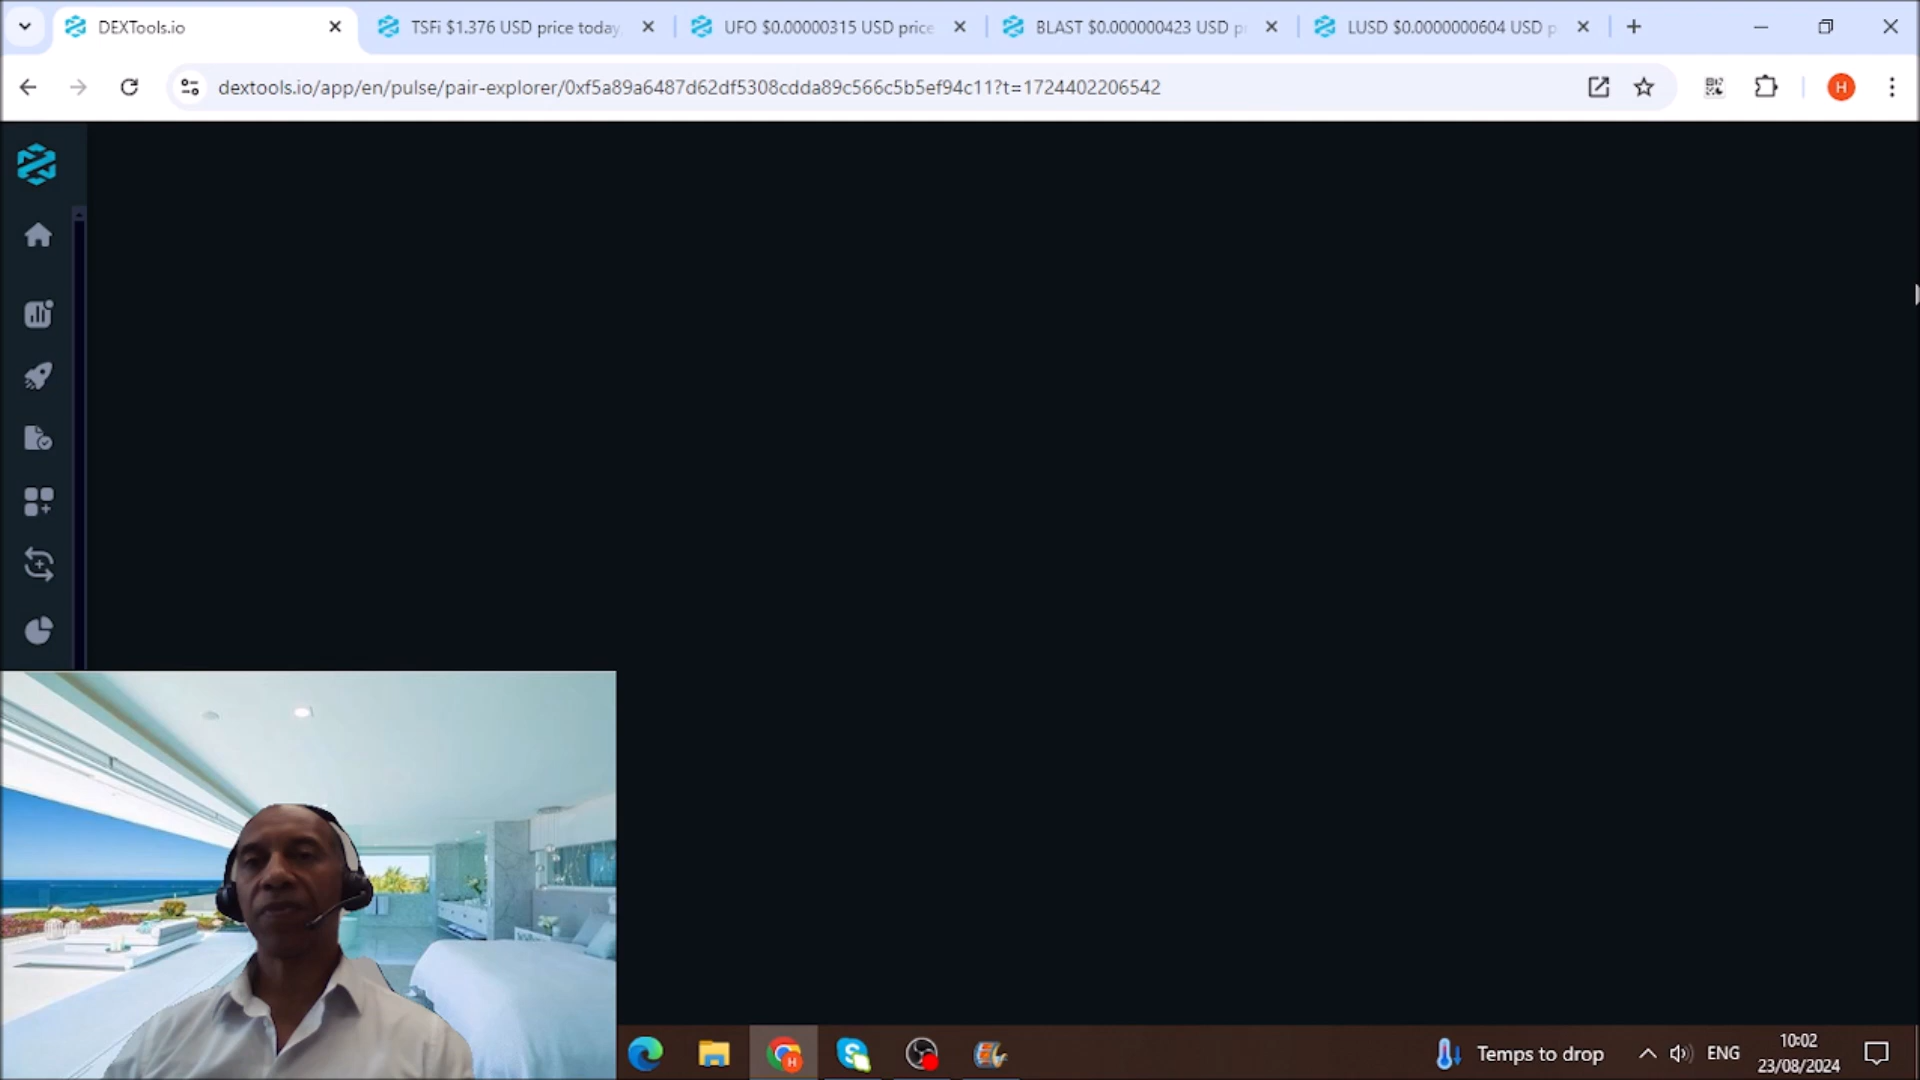 DEXTools.io
TSFi $1.376 USD price today
UFO $0.00000315 USD price
BLAST $0.000000423 USD p
LUSD $0.0000000604 USD p
dextools.io/app/en/pulse/pair-explorer/0xf5a89a6487d62df5308cdda89c566c5b5ef94c11?t=1724402206542
H
H
Temps to drop
ENG
10:02
23/08/2024